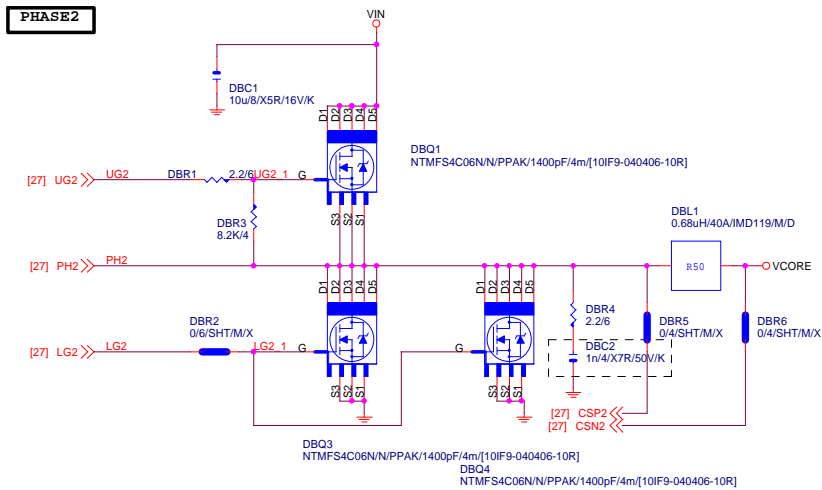 PHASE2
VIN
DBC1
10u/8/X5R/16V/K
D1 D2 D3 D4 D5
DBQ1
NTMFS4C06N/N/PPAK/1400pF/4m/[10IF9-040406-10R]
[27] UG2 UG2 DBR1 2.2/6 UG2_1 G
S3 S2 S1
DBR3
8.2K/4
DBL1
0.68uH/40A/IMD119/M/D
[27] PH2 PH2
R50
VCORE
D1 D2 D3 D4 D5
D1 D2 D3 D4 D5
DBR2
0/6/SHT/M/X
DBR4
2.2/6
DBR5
0/4/SHT/M/X
DBR6
0/4/SHT/M/X
[27] LG2 LG2 LG2_1 G
G
DBC2
1n/4/X7R/50V/K
S3 S2 S1
S3 S2 S1
[27] CSP2
[27] CSN2
DBQ3
NTMFS4C06N/N/PPAK/1400pF/4m/[10IF9-040406-10R]
DBQ4
NTMFS4C06N/N/PPAK/1400pF/4m/[10IF9-040406-10R]